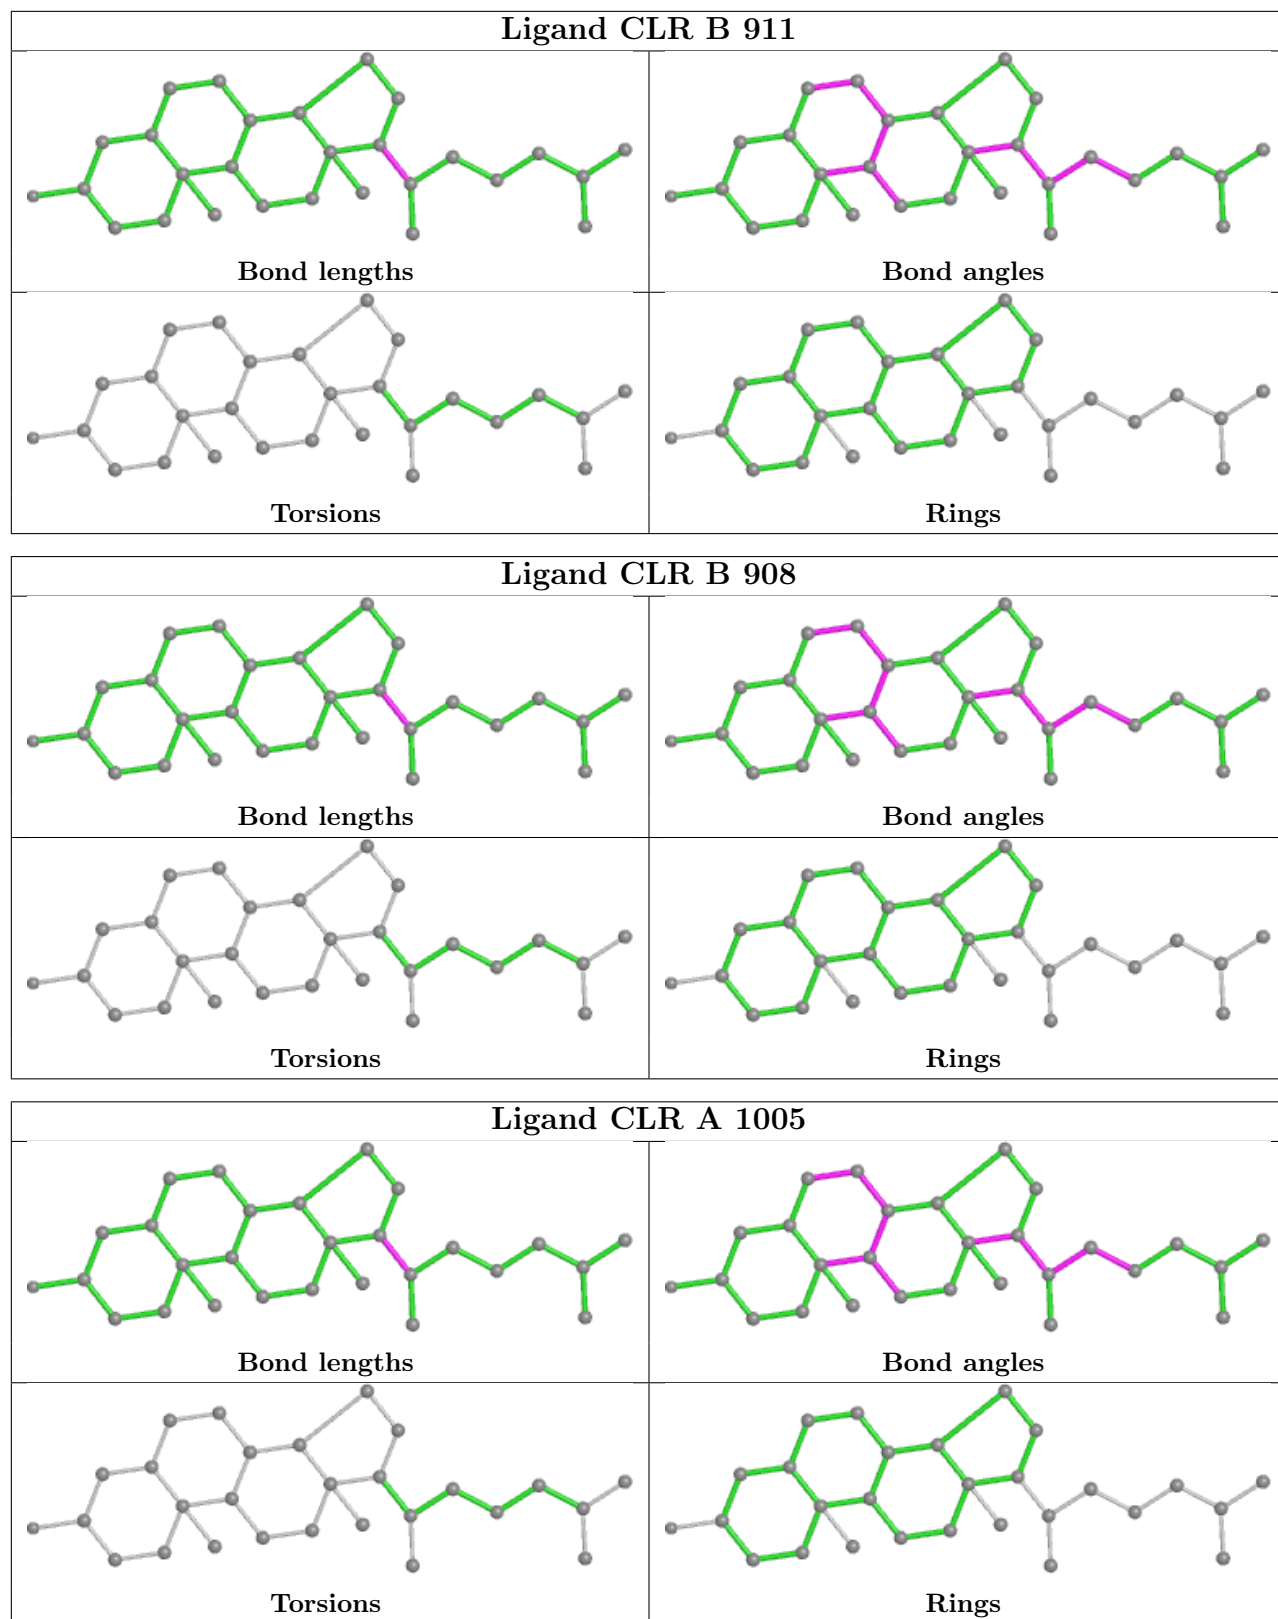 Ligand CLR B 911
Bond lengths
Bond angles
Torsions
Rings
Ligand CLR B 908
Bond lengths
Bond angles
Torsions
Rings
Ligand CLR A 1005
Bond lengths
Bond angles
Torsions
Rings